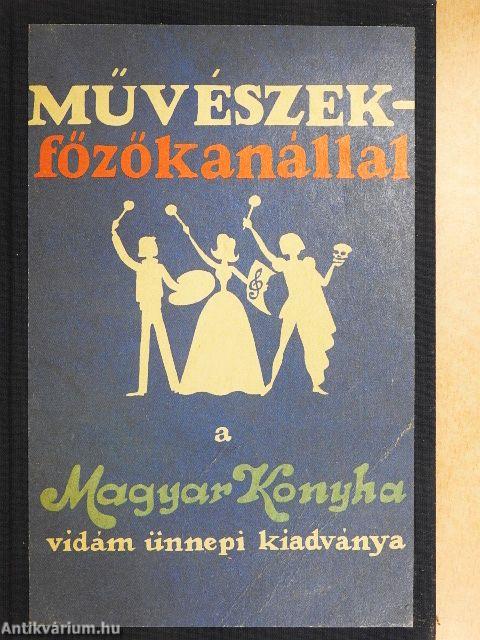 MŰVÉSZEK-
főzőkanállal
a
Magyar Konyha
vidám ünnepi kiadványa
Antikvárium.hu